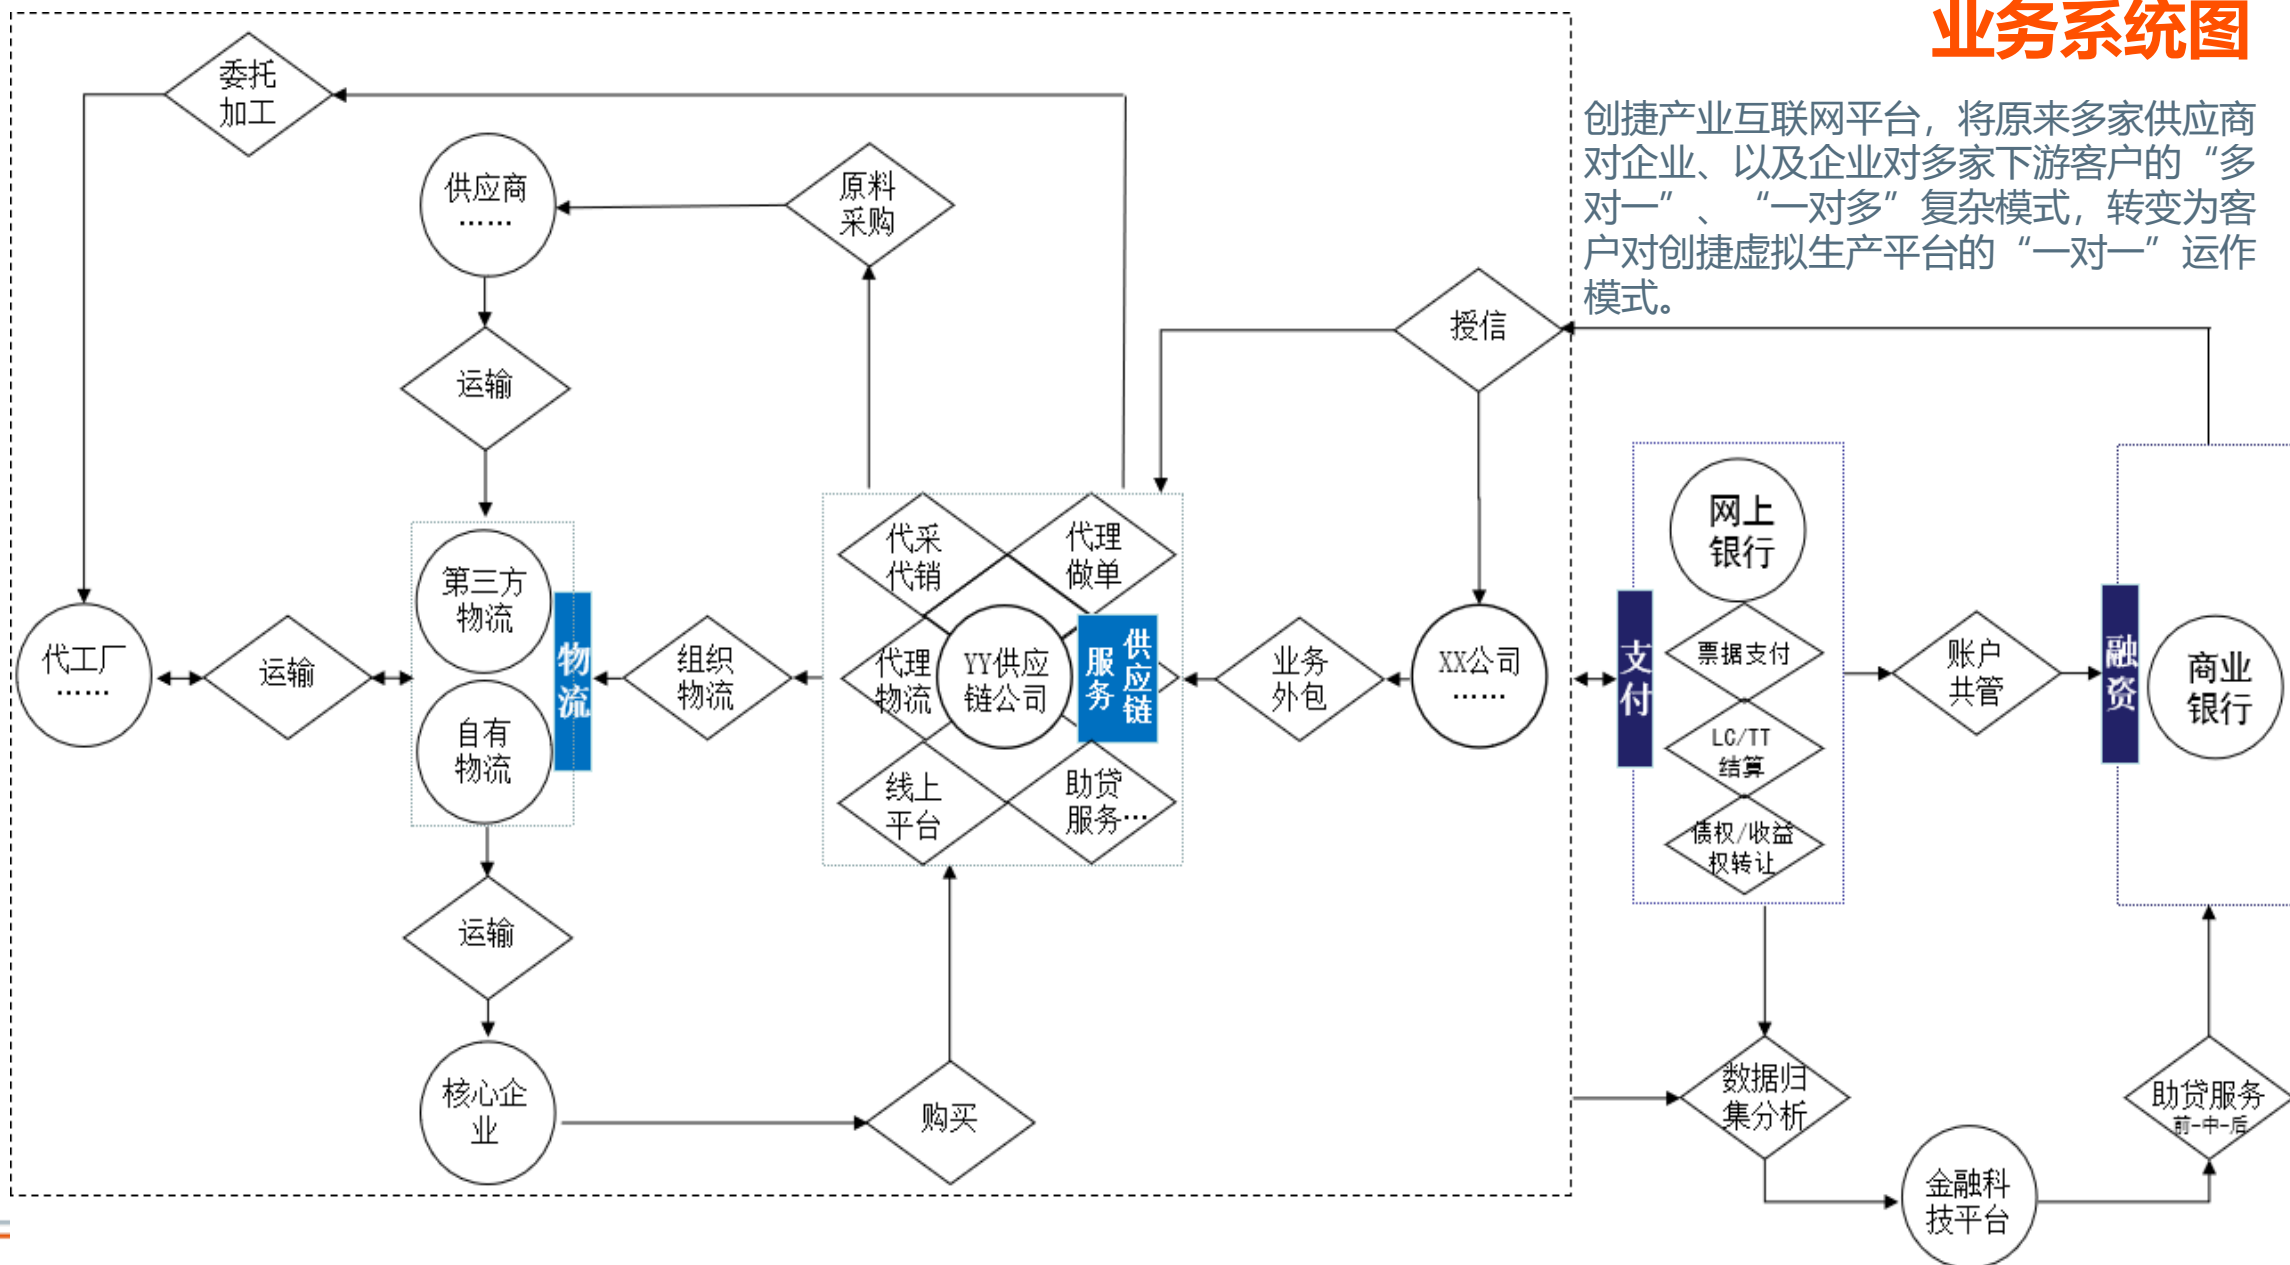 业务系统图
创捷产业互联网平台，将原来多家供应商
对企业、以及企业对多家下游客户的“多
对一”、“一对多”复杂模式，转变为客
户对创捷虚拟生产平台的“一对一”运作
模式。
委托
加工
供应商
……
原料
采购
运输
授信
代工厂
……
运输
第三方
物流
自有
物流
物流
组织
物流
代采
代销
代理
做单
代理
物流
YY供应
链公司
供应链
服务
线上
平台
助贷
服务…
业务
外包
XX公司
……
支付
网上
银行
票据支付
LC/TT
结算
债权/收益
权转让
账户
共管
融资
商业
银行
运输
核心企
业
购买
数据归
集分析
金融科
技平台
助贷服务
前-中-后